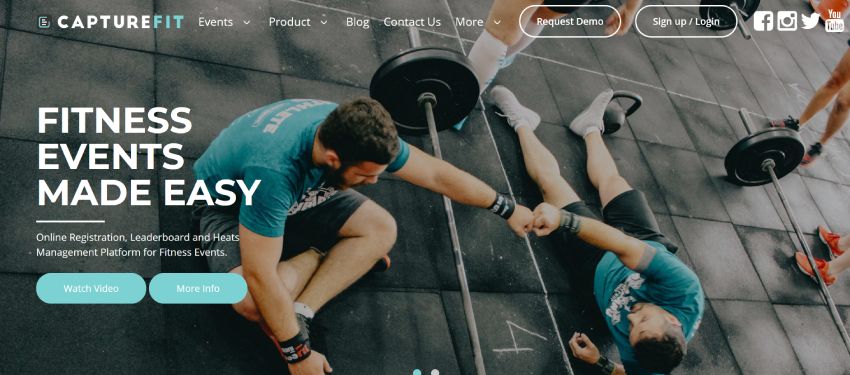 CAPTUREFIT Events Product Blog Contact Us More Request Demo Sign up / Login You Tube
FITNESS
EVENTS
MADE EASY
Online Registration, Leaderboard and Heats
Management Platform for Fitness Events.
Watch Video More Info